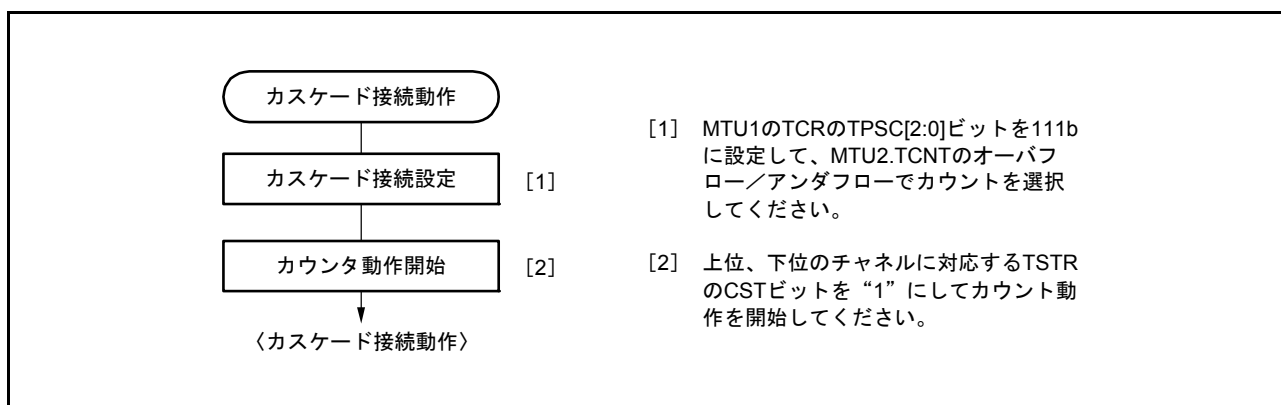 カスケード接続動作
カスケード接続設定
[1]
カウンタ動作開始
[2]
〈カスケード接続動作〉
[1] MTU1のTCRのTPSC[2:0]ビットを111b
に設定して、MTU2.TCNTのオーバフ
ロー／アンダフローでカウントを選択
してください。
[2] 上位、下位のチャネルに対応するTSTR
のCSTビットを“1”にしてカウント動
作を開始してください。